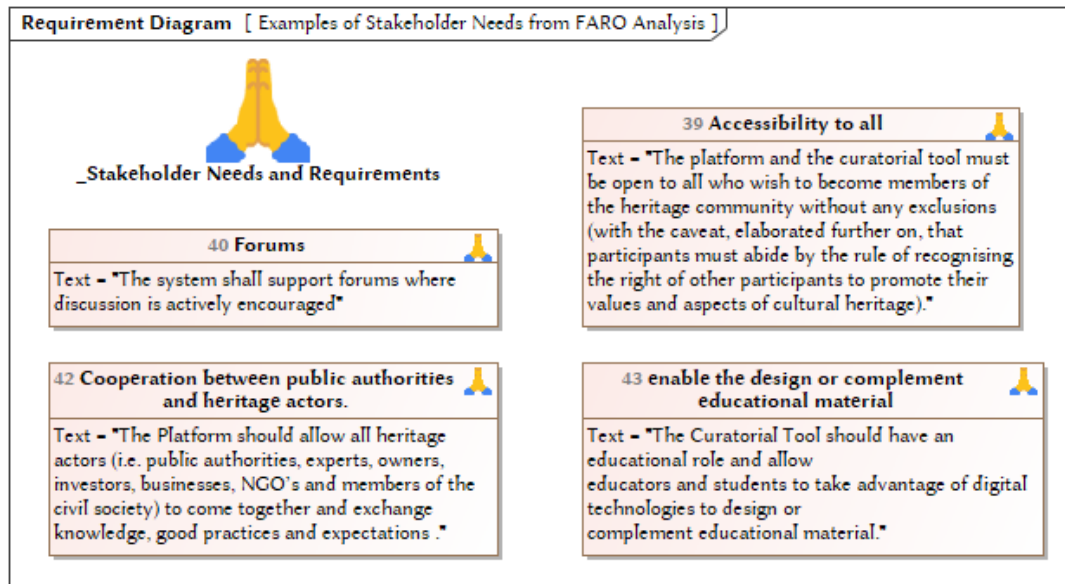 Requirement Diagram [ Examples of Stakeholder Needs from FARO Analysis ]
_Stakeholder Needs and Requirements
39 Accessibility to all
Text = "The platform and the curatorial tool must
be open to all who wish to become members of
the heritage community without any exclusions
(with the caveat, elaborated further on, that
participants must abide by the rule of recognising
the right of other participants to promote their
values and aspects of cultural heritage)."
40 Forums
Text = "The system shall support forums where
discussion is actively encouraged"
42 Cooperation between public authorities
and heritage actors.
Text = "The Platform should allow all heritage
actors (i.e. public authorities, experts, owners,
investors, businesses, NGO's and members of the
civil society) to come together and exchange
knowledge, good practices and expectations ."
43 enable the design or complement
educational material
Text = "The Curatorial Tool should have an
educational role and allow
educators and students to take advantage of digital
technologies to design or
complement educational material."